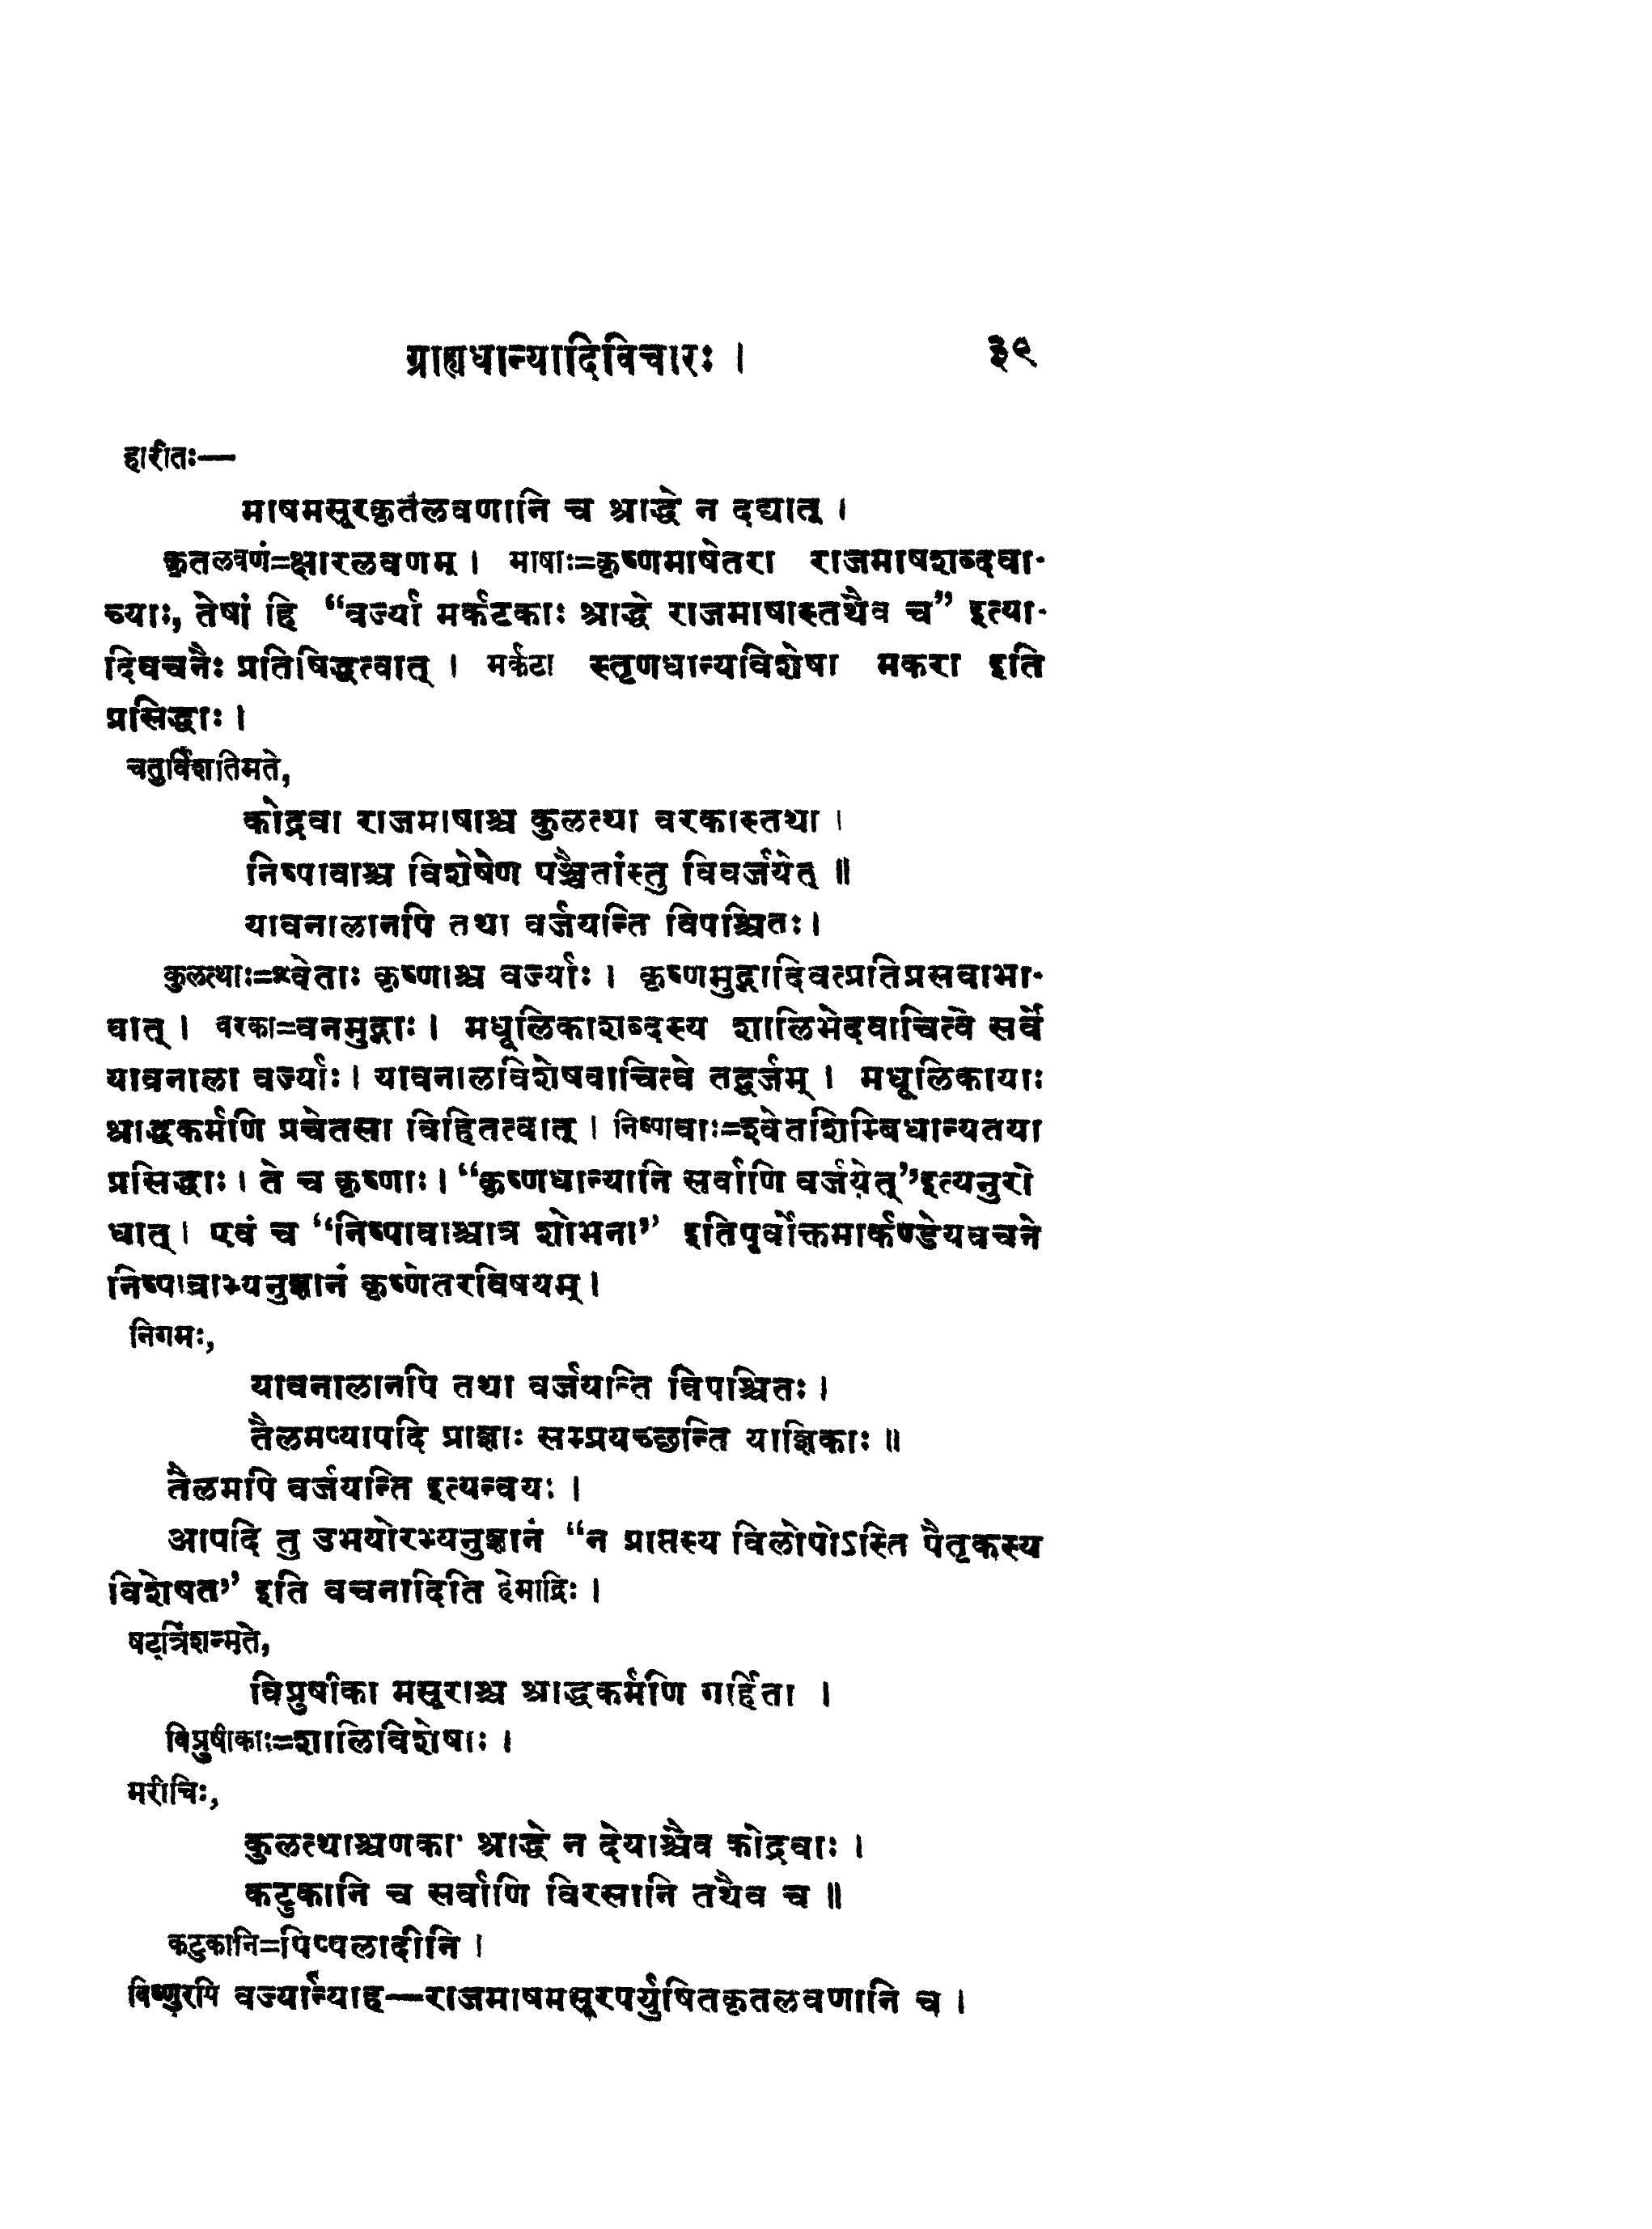 ग्राह्यधान्यादिविचारः । ३९
हारीतः—
माषमसूरकृतलवणानि च श्राद्धे न दद्यात् ।
कृतलवणं=क्षारलवणम् । माषाः=कृष्णमाषेतरा राजमाषशब्दवा-
च्याः, तेषां हि “वर्ज्या मर्कटकाः श्राद्धे राजमाषास्तथैव च” इत्या-
दिवचनैः प्रतिषिद्धत्वात् । मर्कटा स्तृणधान्यविशेषा मकरा इति
प्रसिद्धाः ।
चतुर्विंशतिमते,
कोद्रवा राजमाषाश्च कुलत्था वरकास्तथा ।
निष्पावाश्च विशेषेण पञ्चैतांस्तु विवर्जयेत् ॥
यावनालानपि तथा वर्जयन्ति विपश्चितः ।
कुलत्थाः=श्वेताः कृष्णाश्च वर्ज्याः । कृष्णमुद्गादिवत्प्रतिप्रसवाभा-
वात् । वरका=वनमुद्गाः । मधूलिकाशब्दस्य शालिभेदवाचित्वे सर्वे
यावनाला वर्ज्याः । यावनालविशेषवाचित्वे तद्वर्जम् । मधूलिकायाः
श्राद्धकर्मणि प्रचेतसा विहितत्वात् । निष्पावाः=श्वेतशिम्बिधान्यतया
प्रसिद्धाः । ते च कृष्णाः । “कृष्णधान्यानि सर्वाणि वर्जयेत्”इत्यनुरो
धात् । एवं च “निष्पावाश्चात्र शोभना” इतिपूर्वोक्तमार्कण्डेयवचने
निष्पावाभ्यनुज्ञानं कृष्णेतरविषयम् ।
निगमः,
यावनालानपि तथा वर्जयन्ति विपश्चितः ।
तैलमप्यापदि प्राज्ञाः सम्प्रयच्छन्ति याज्ञिकाः ॥
तैलमपि वर्जयन्ति इत्यन्वयः ।
आपदि तु उभयोरभ्यनुज्ञानं “न प्राप्तस्य विलोपोऽस्ति पैतृकस्य
विशेषत” इति वचनादिति हेमाद्रिः ।
षट्त्रिंशन्मते,
विप्रुषीका मसूराश्च श्राद्धकर्मणि गर्हिता ।
विप्रुषीकाः=शालिविशेषाः ।
मरीचिः,
कुलत्थाश्चणका श्राद्धे न देयाश्चैव कोद्रवाः ।
कटुकानि च सर्वाणि विरसानि तथैव च ॥
कटुकानि=पिप्पलादीनि ।
विष्णुरपि वर्ज्यान्याह—राजमाषमसूरपर्युषितकृतलवणानि च ।